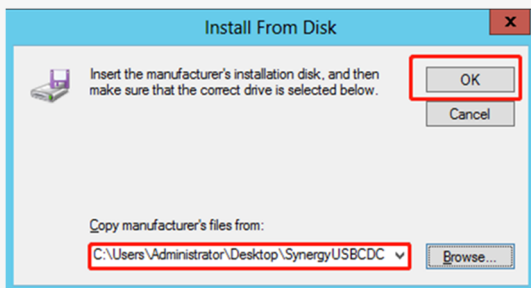 Install From Disk
x
Insert the manufacturer's installation disk, and then
make sure that the correct drive is selected below.
OK
Cancel
Copy manufacturer's files from:
C:\Users\Administrator\Desktop\SynergyUSBCDC
Browse...